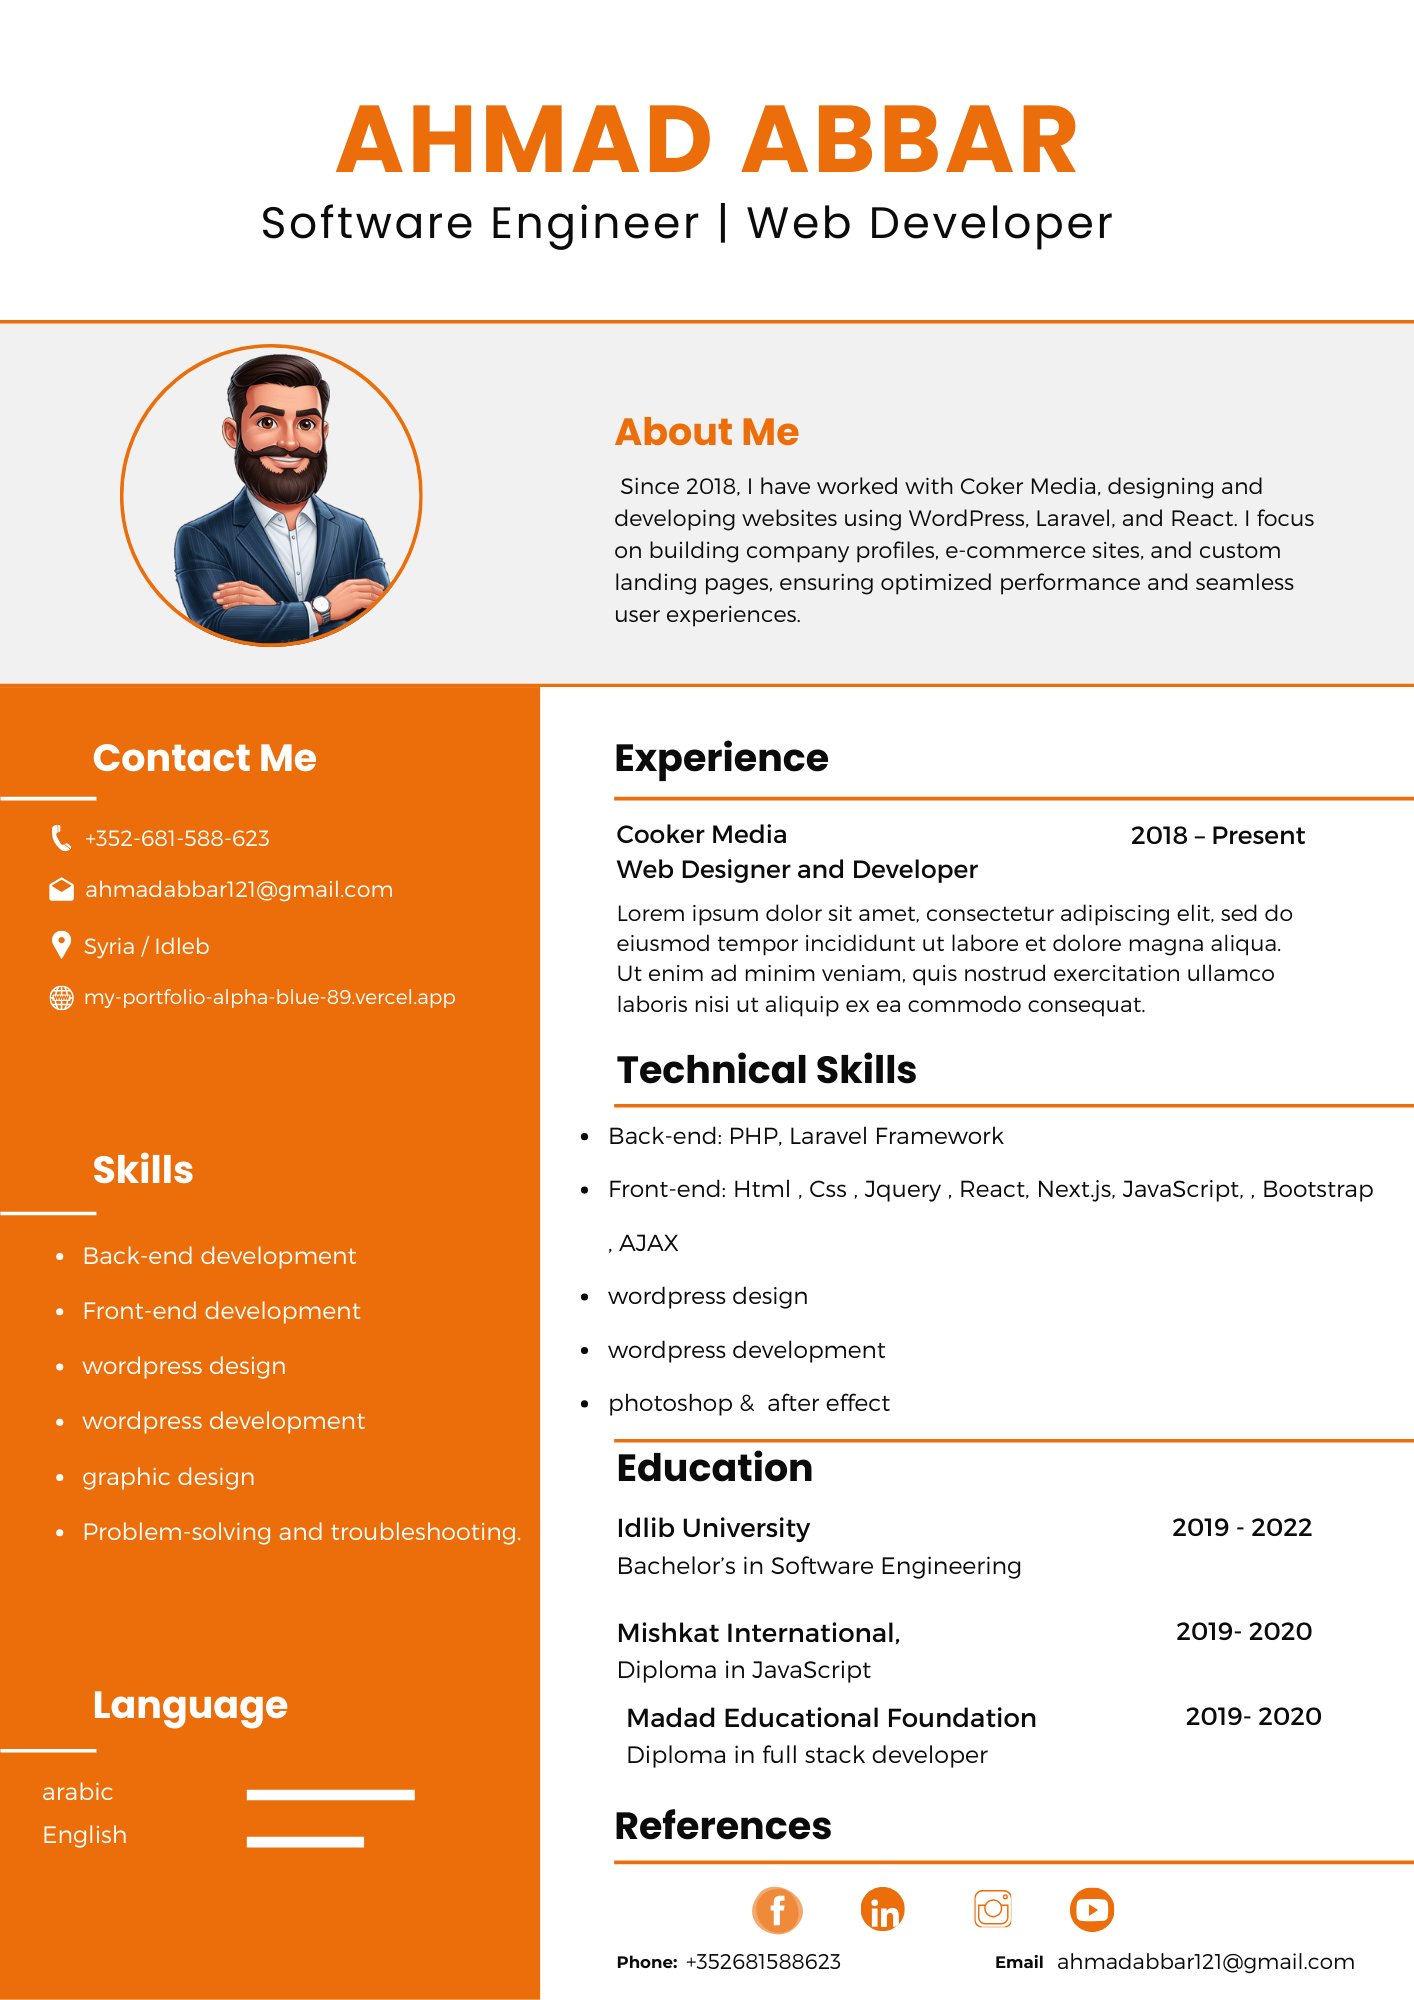 AHMAD ABBAR
Software Engineer | Web Developer
About Me
Since 2018, I have worked with Coker Media, designing and
developing websites using WordPress, Laravel, and React. I focus
on building company profiles, e-commerce sites, and custom
landing pages, ensuring optimized performance and seamless
user experiences.
Contact Me
+352-681-588-623
ahmadabbar121@gmail.com
Syria / Idleb
my-portfolio-alpha-blue-89.vercel.app
Skills
• Back-end development
• Front-end development
• wordpress design
• wordpress development
• graphic design
• Problem-solving and troubleshooting.
Language
arabic
English
Experience
Cooker Media 2018 – Present
Web Designer and Developer
Lorem ipsum dolor sit amet, consectetur adipiscing elit, sed do
eiusmod tempor incididunt ut labore et dolore magna aliqua.
Ut enim ad minim veniam, quis nostrud exercitation ullamco
laboris nisi ut aliquip ex ea commodo consequat.
Technical Skills
• Back-end: PHP, Laravel Framework
• Front-end: Html , Css , Jquery , React, Next.js, JavaScript, , Bootstrap
, AJAX
• wordpress design
• wordpress development
• photoshop & after effect
Education
Idlib University 2019 - 2022
Bachelor’s in Software Engineering
Mishkat International, 2019- 2020
Diploma in JavaScript
Madad Educational Foundation 2019- 2020
Diploma in full stack developer
References
Phone: +352681588623 Email ahmadabbar121@gmail.com